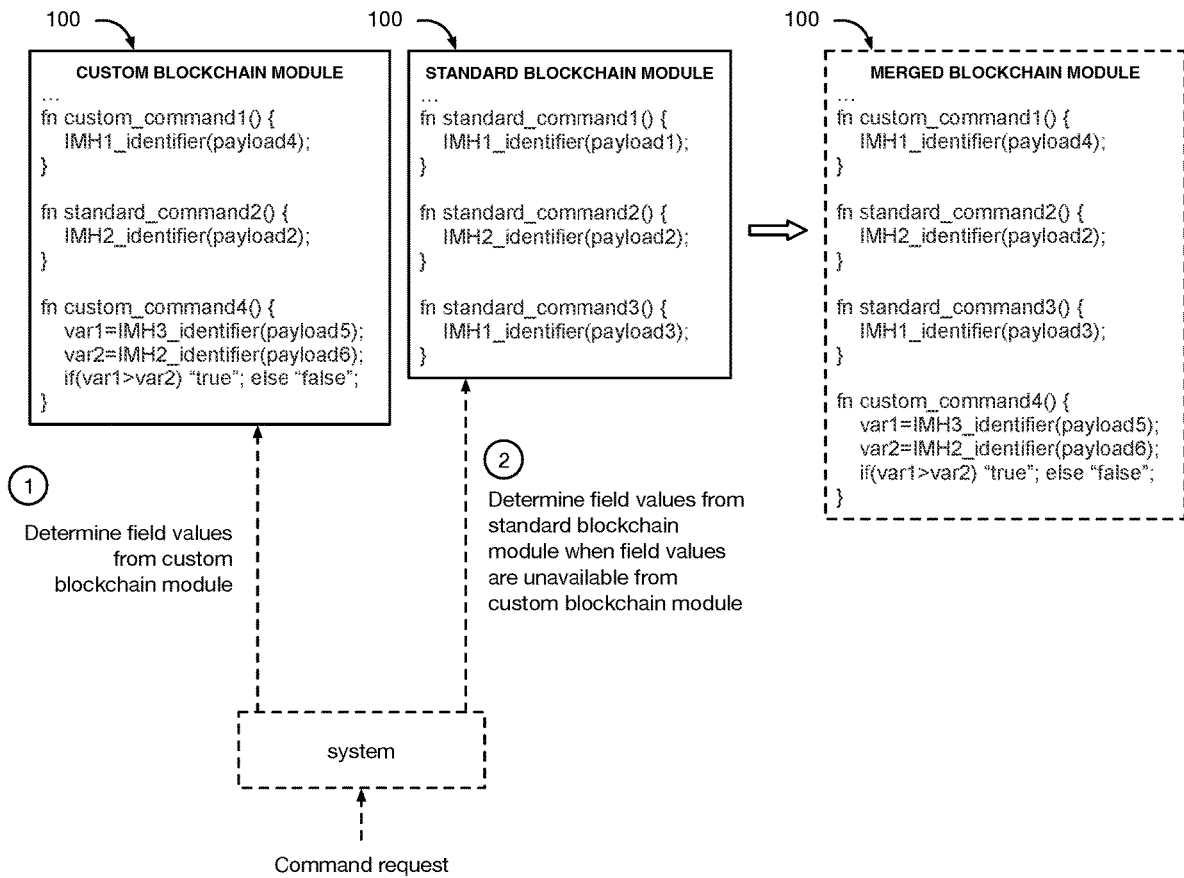 100
CUSTOM BLOCKCHAIN MODULE
...
fn custom_command1() {
IMH1_identifier(payload4);
}
fn standard_command2() {
IMH2_identifier(payload2);
}
fn custom_command4() {
var1=IMH3_identifier(payload5);
var2=IMH2_identifier(payload6);
if(var1>var2) “true”; else “false”;
}
100
STANDARD BLOCKCHAIN MODULE
...
fn standard_command1() {
IMH1_identifier(payload1);
}
fn standard_command2() {
IMH2_identifier(payload2);
}
fn standard_command3() {
IMH1_identifier(payload3);
}
100
MERGED BLOCKCHAIN MODULE
...
fn custom_command1() {
IMH1_identifier(payload4);
}
fn standard_command2() {
IMH2_identifier(payload2);
}
fn standard_command3() {
IMH1_identifier(payload3);
}
fn custom_command4() {
var1=IMH3_identifier(payload5);
var2=IMH2_identifier(payload6);
if(var1>var2) “true”; else “false”;
}
1
Determine field values
from custom
blockchain module
2
Determine field values from
standard blockchain
module when field values
are unavailable from
custom blockchain module
system
Command request